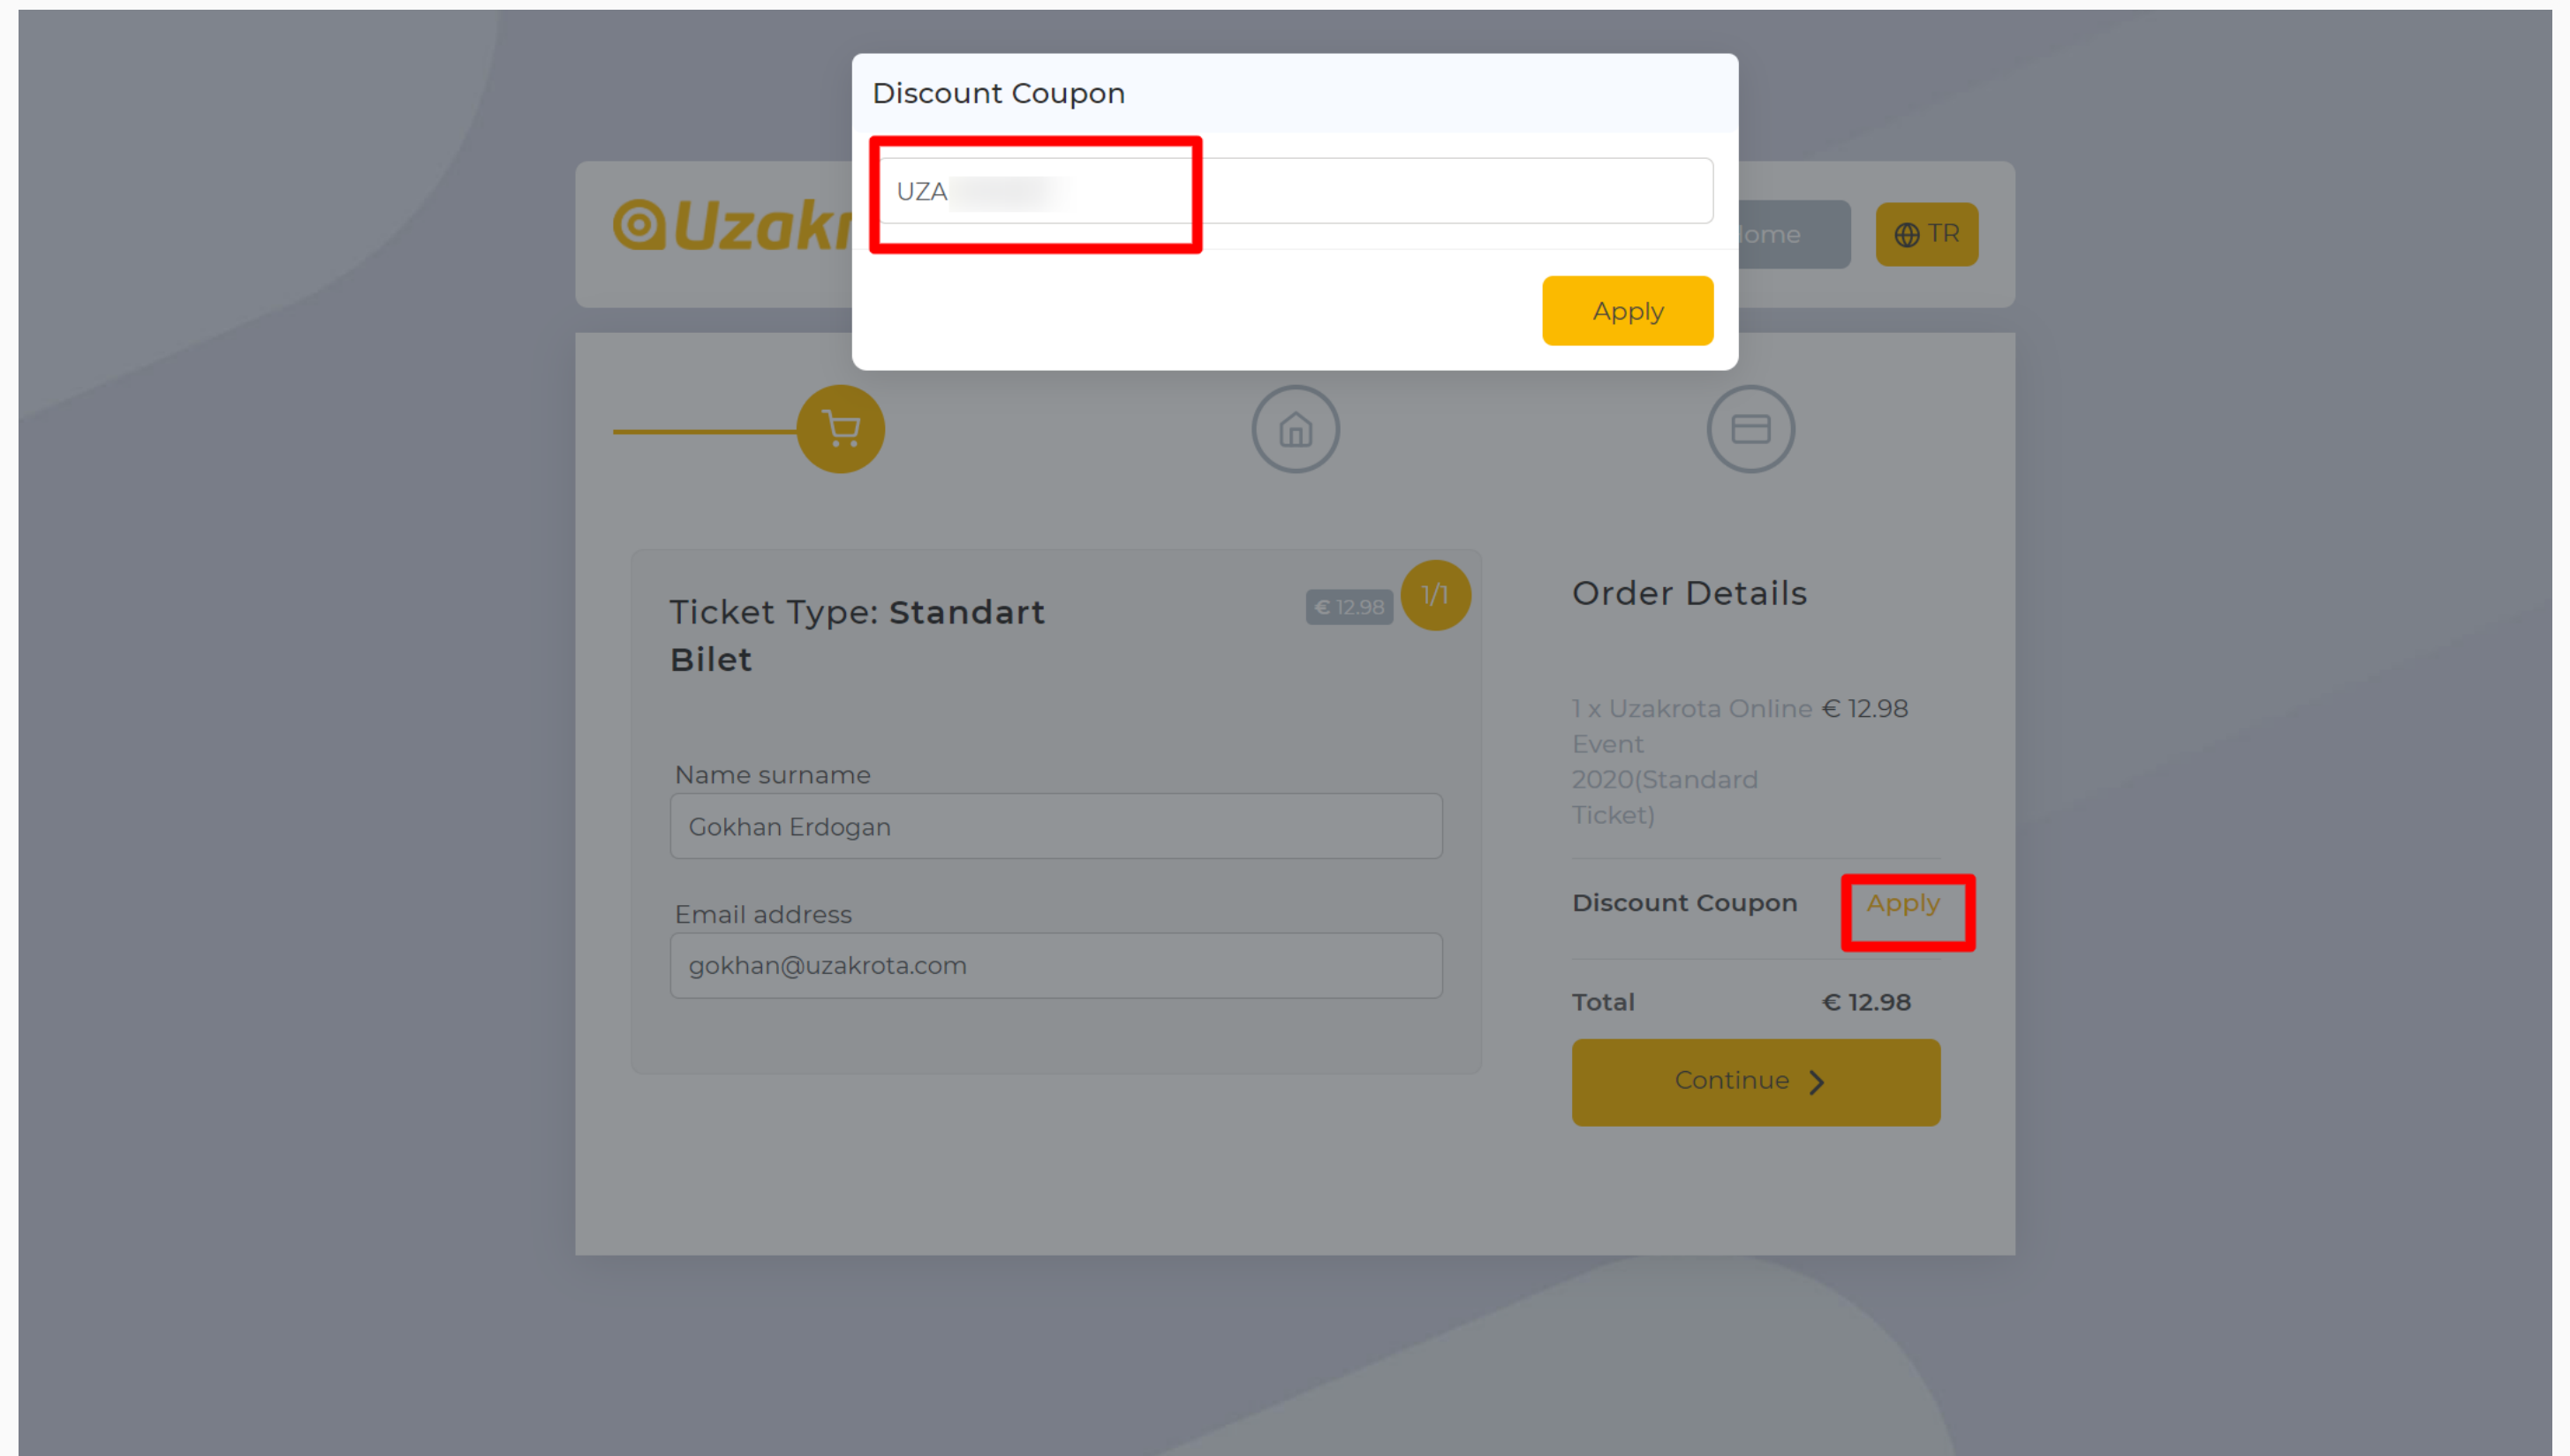 Discount Coupon
UZA
TR
Apply
Ticket Type: Standart
Bilet
€ 12.98
1/1
Name surname
Gokhan Erdogan
Email address
gokhan@uzakrota.com
Order Details
1 x Uzakrota Online € 12.98
Event
2020(Standard
Ticket)
Discount Coupon Apply
Total € 12.98
Continue